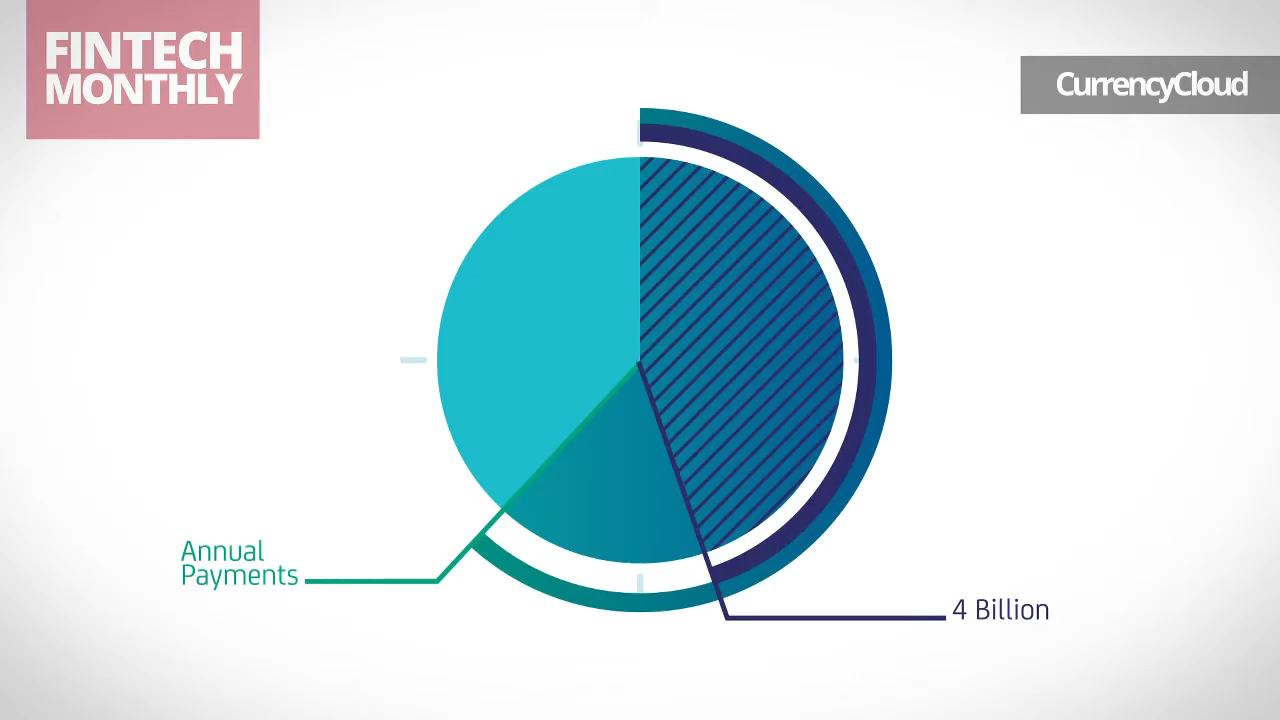 FINTECH
MONTHLY
CurrencyCloud
Annual
Payments
4 Billion